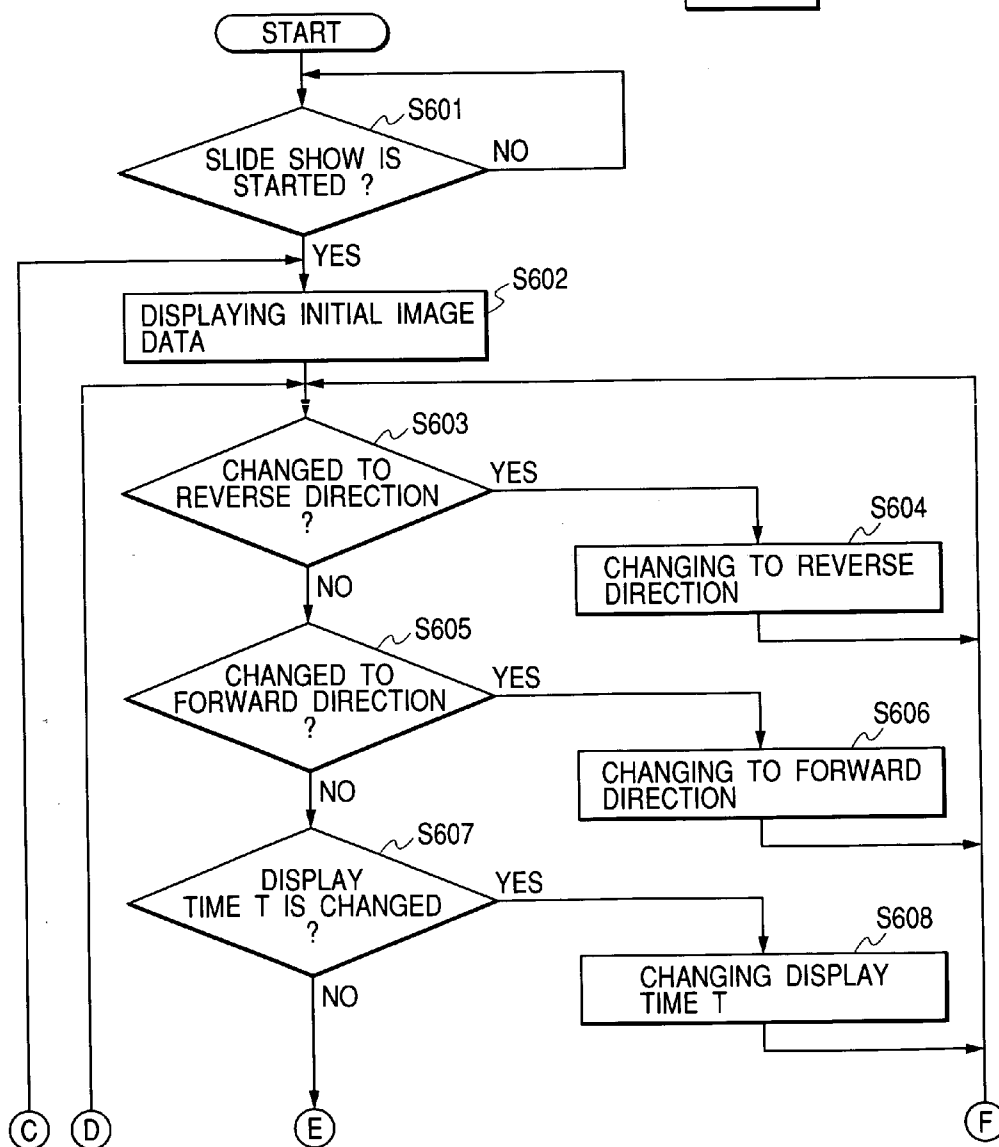 START
S601
SLIDE SHOW IS
STARTED ?
NO
YES
S602
DISPLAYING INITIAL IMAGE
DATA
S603
CHANGED TO
REVERSE DIRECTION
?
YES
S604
CHANGING TO REVERSE
DIRECTION
NO
S605
CHANGED TO
FORWARD DIRECTION
?
YES
S606
CHANGING TO FORWARD
DIRECTION
NO
S607
DISPLAY
TIME T IS CHANGED
?
YES
S608
CHANGING DISPLAY
TIME T
NO
C
D
E
F